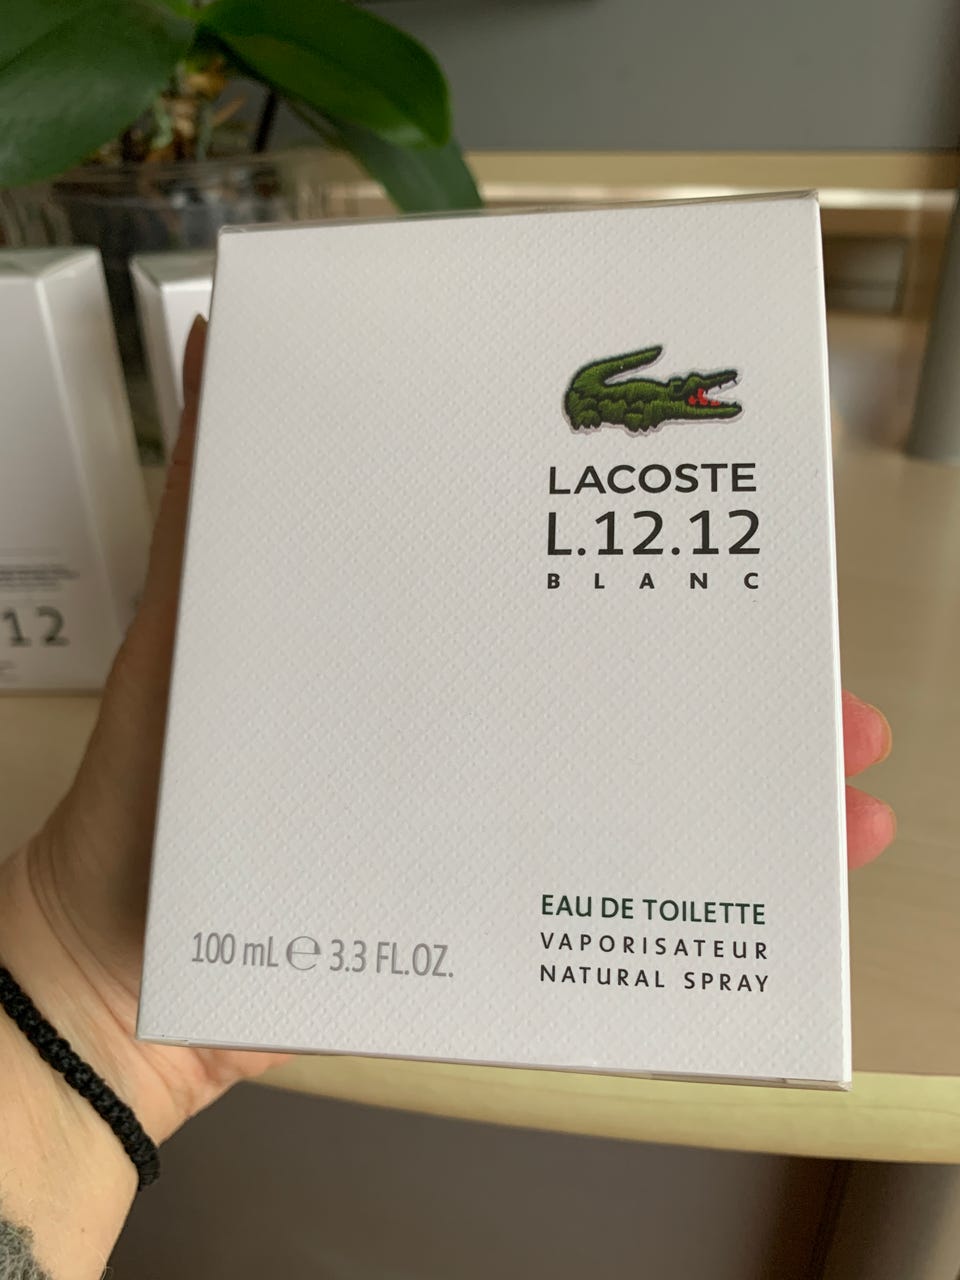 LACOSTE
L.12.12
BLANC
12
EAU DE TOILETTE
VAPORISATEUR
NATURAL SPRAY
100 mL ℮ 3.3 FL.OZ.